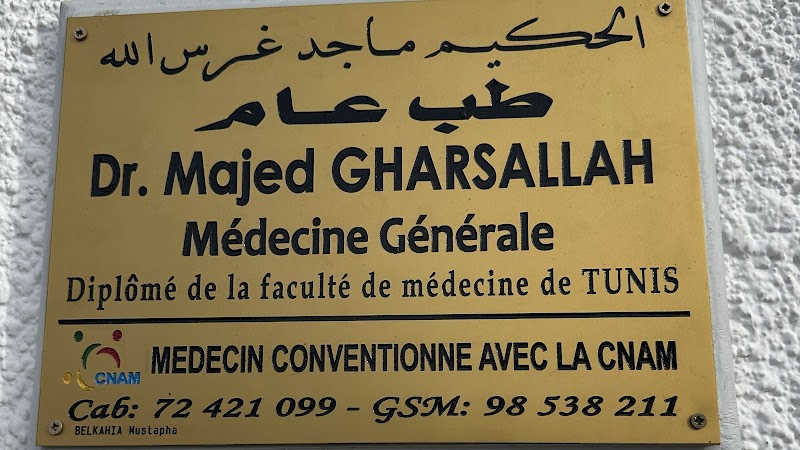 الحكيم ماجد غرس الله
طب عام
Dr. Majed GHARSALLAH
Médecine Générale
Diplômé de la faculté de médecine de TUNIS
CNAM MEDECIN CONVENTIONNE AVEC LA CNAM
Cab: 72 421 099 - GSM: 98 538 211
BELKAHIA Mustapha